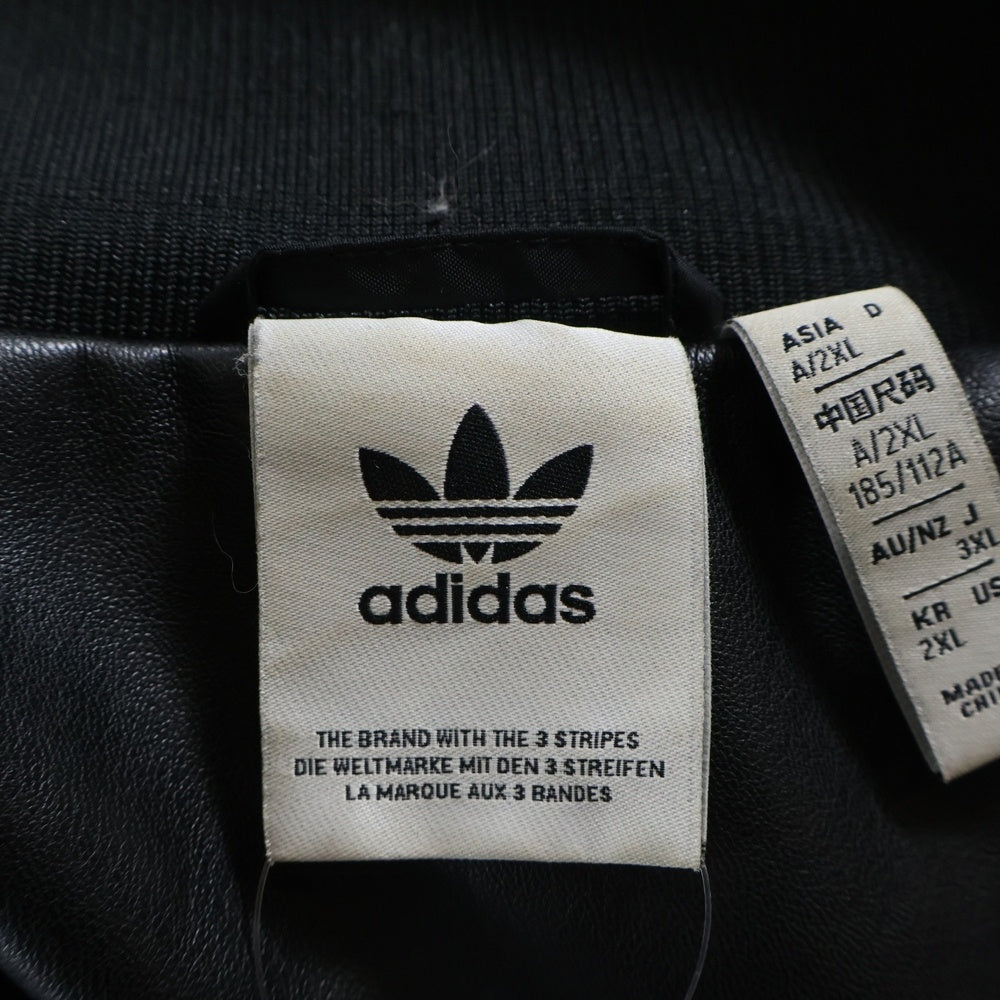 adidas
THE BRAND WITH THE 3 STRIPES
DIE WELTMARKE MIT DEN 3 STREIFEN
LA MARQUE AUX 3 BANDES
ASIA D
A/2XL
中国尺码
A/2XL
185/112A
AU/NZ J
3XL
KR US
2XL